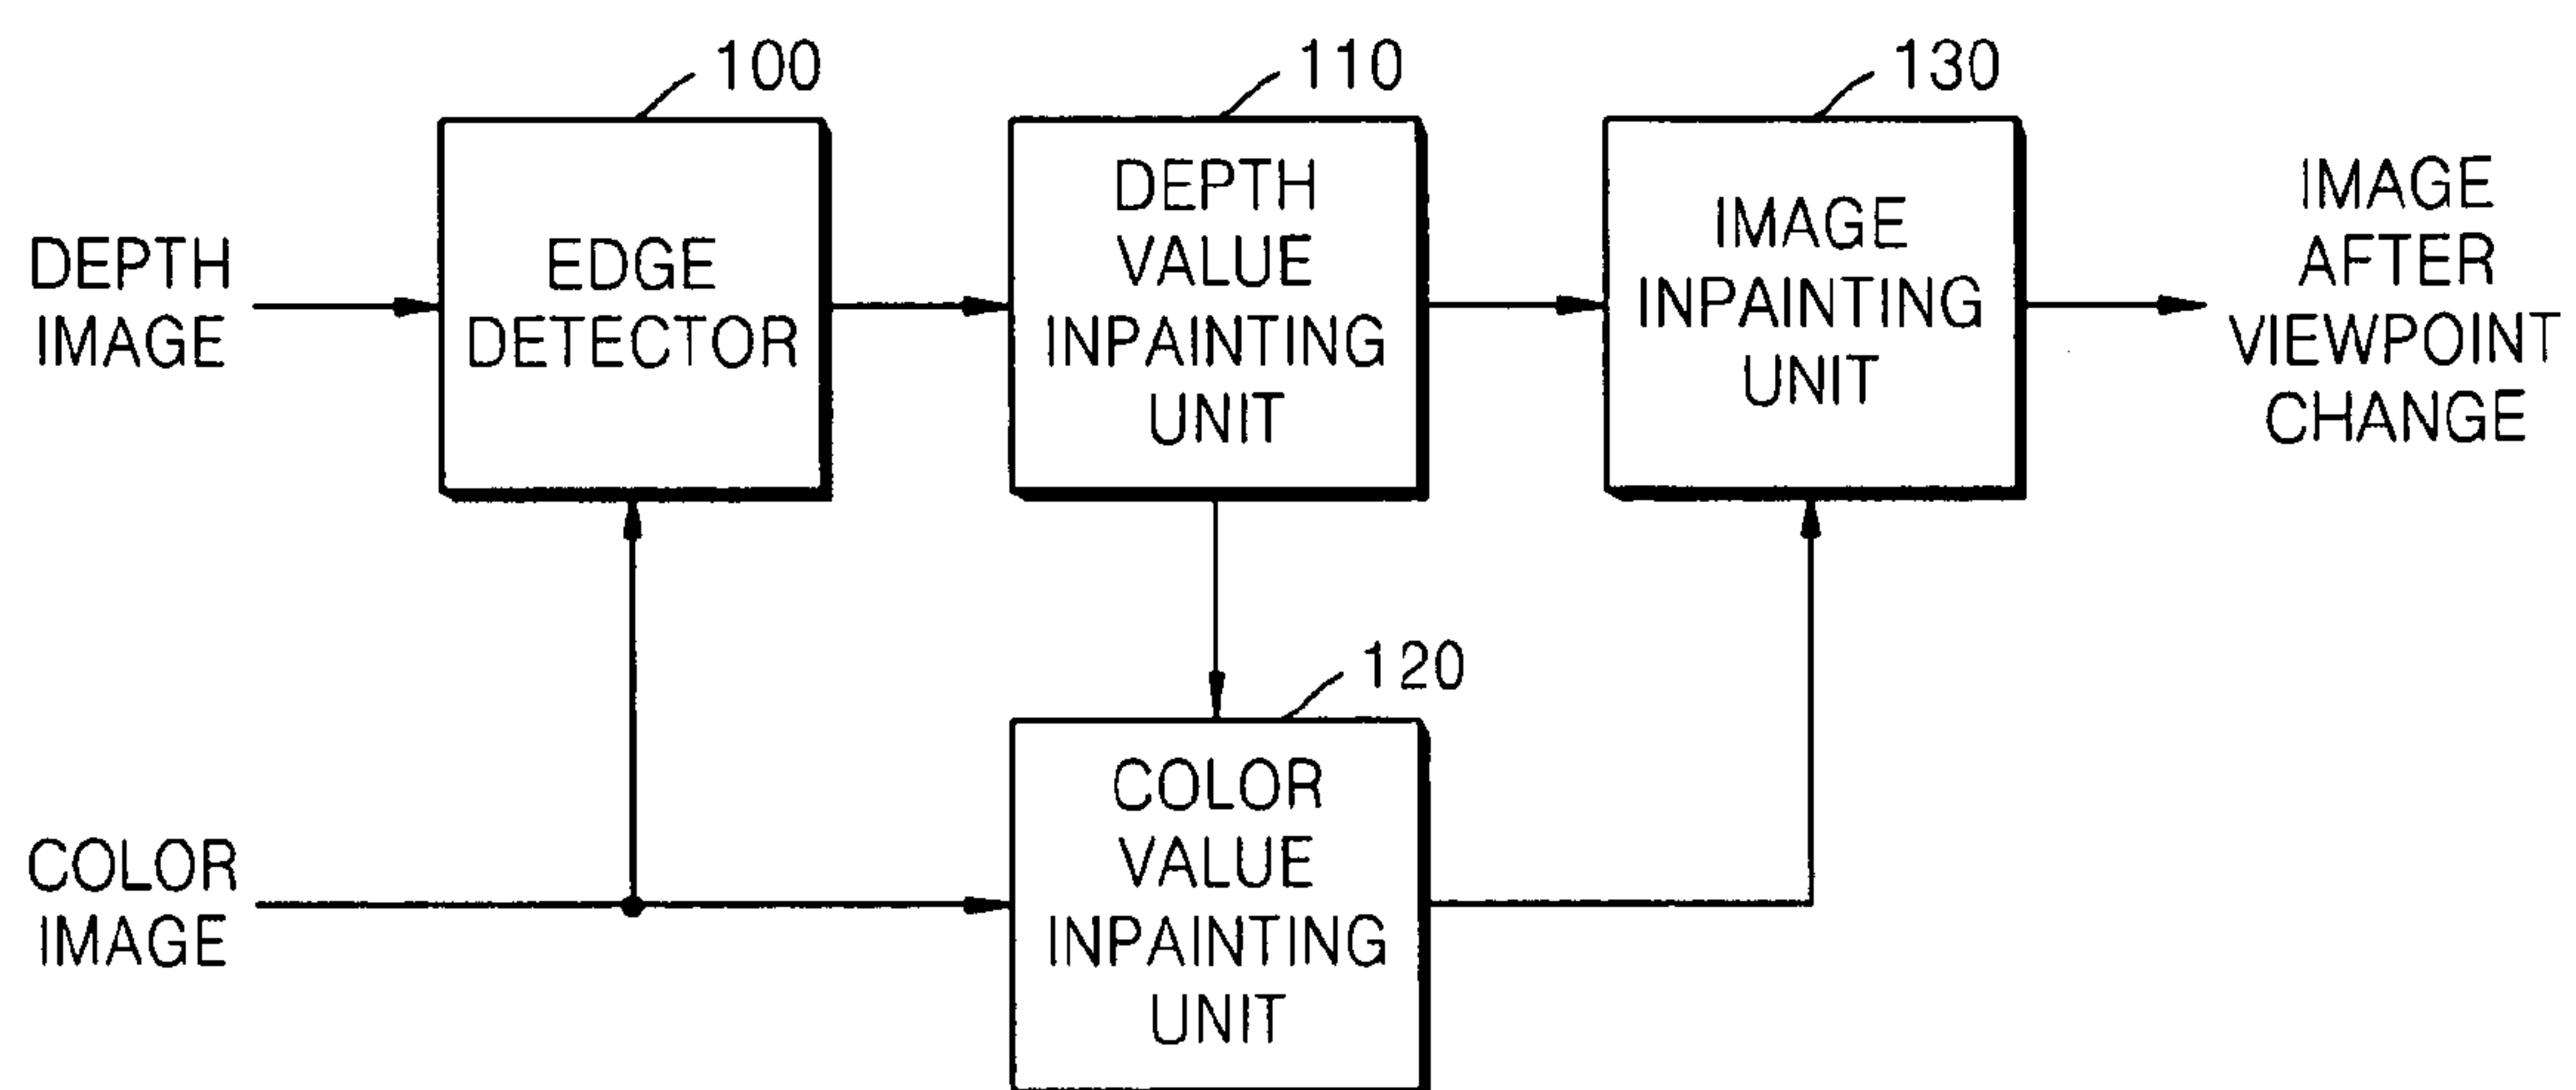 100
110
130
DEPTH
IMAGE
EDGE
DETECTOR
DEPTH
VALUE
INPAINTING
UNIT
IMAGE
INPAINTING
UNIT
IMAGE
AFTER
VIEWPOINT
CHANGE
120
COLOR
IMAGE
COLOR
VALUE
INPAINTING
UNIT